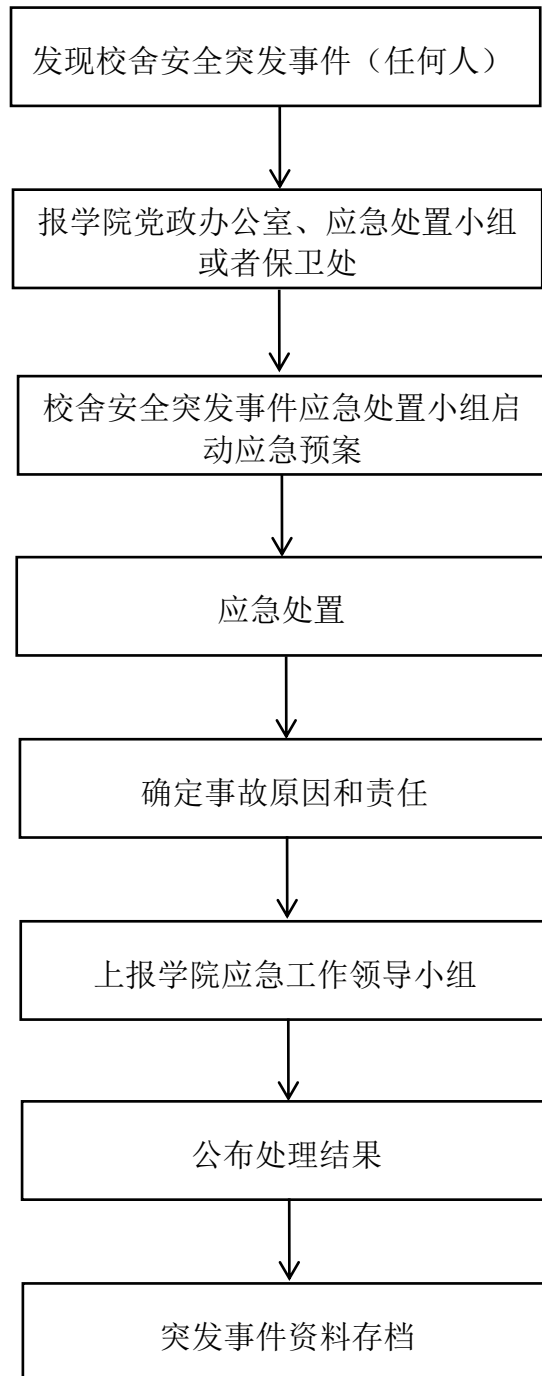 发现校舍安全突发事件（任何人）
报学院党政办公室、应急处置小组
或者保卫处
校舍安全突发事件应急处置小组启
动应急预案
应急处置
确定事故原因和责任
上报学院应急工作领导小组
公布处理结果
突发事件资料存档